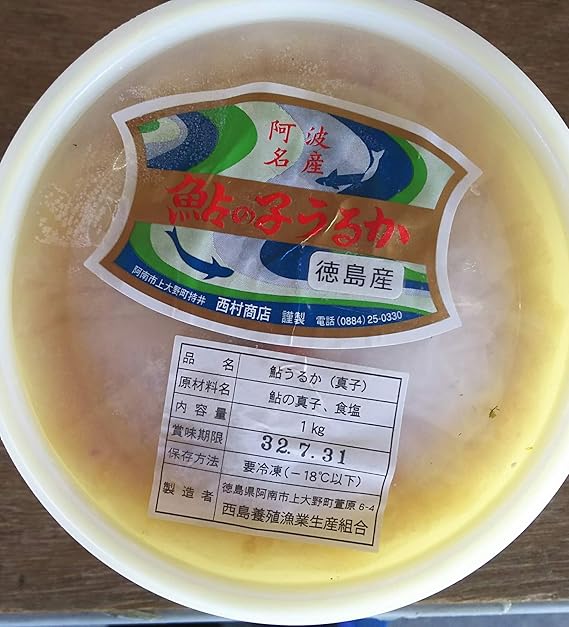 阿波
名産
鮎の子うるか
徳島産
阿南市上大野町持井 西村商店 謹製 電話(0884)25-0330
品名 鮎うるか（真子）
原材料名 鮎の真子、食塩
内容量 1kg
賞味期限 32.7.31
保存方法 要冷凍(－18℃以下)
製造者 徳島県阿南市上大野町萱原6-4
西島養殖漁業生産組合